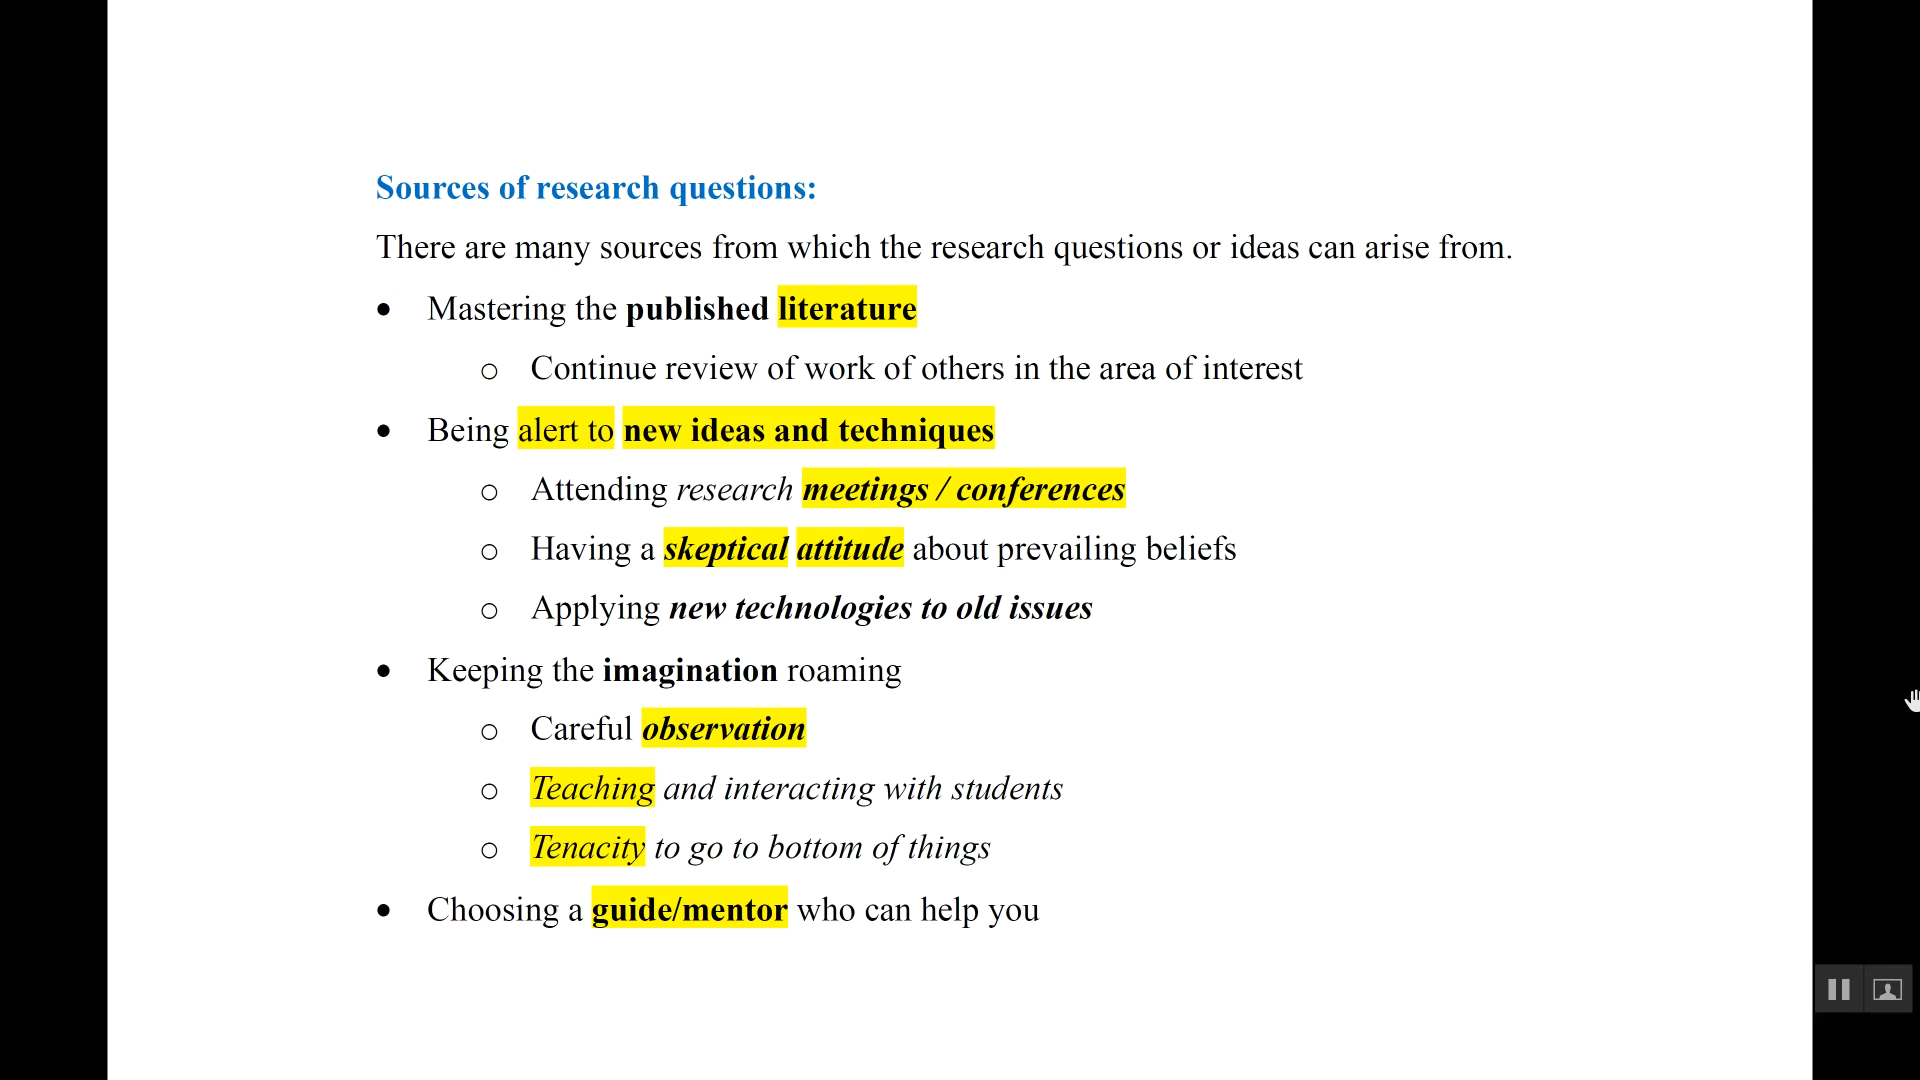 Sources of research questions:
There are many sources from which the research questions or ideas can arise from.
• Mastering the published literature
o Continue review of work of others in the area of interest
• Being alert to new ideas and techniques
o Attending research meetings / conferences
o Having a skeptical attitude about prevailing beliefs
o Applying new technologies to old issues
• Keeping the imagination roaming
o Careful observation
o Teaching and interacting with students
o Tenacity to go to bottom of things
• Choosing a guide/mentor who can help you